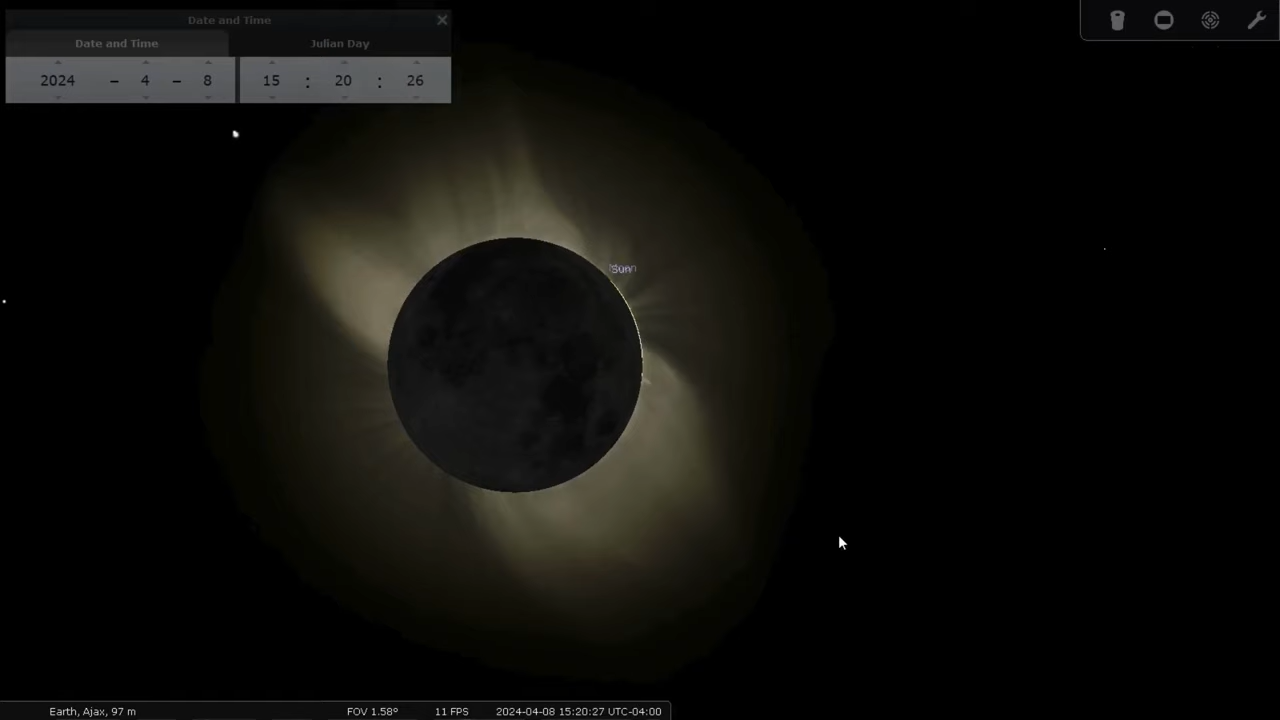 Date and Time
Date and Time Julian Day
2024 - 4 - 8 15 : 20 : 26
Sun
Earth, Ajax, 97 m FOV 1.58° 11 FPS 2024-04-08 15:20:27 UTC-04:00